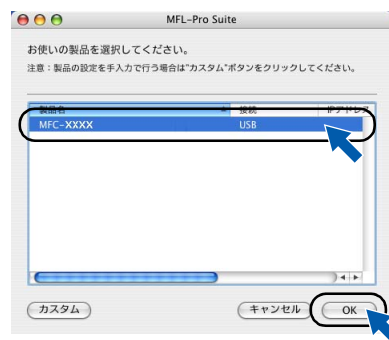 MFL-Pro Suite
お使いの製品を選択してください。
注意：製品の設定を手入力で行う場合は"カスタム"ボタンをクリックしてください。
製品名 接続 IPアドレス
MFC-XXXX USB
カスタム キャンセル OK